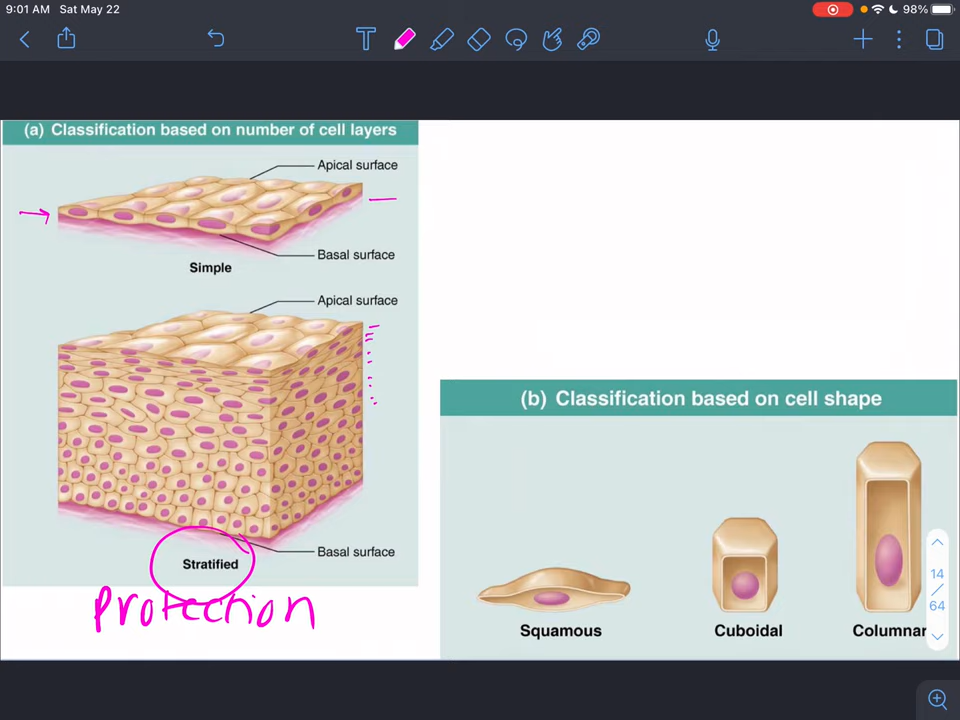 9:01 AM Sat May 22
98%
T
(a) Classification based on number of cell layers
Apical surface
Basal surface
Simple
Apical surface
Basal surface
Stratified
Protection
(b) Classification based on cell shape
Squamous
Cuboidal
Columnar
14
/
64